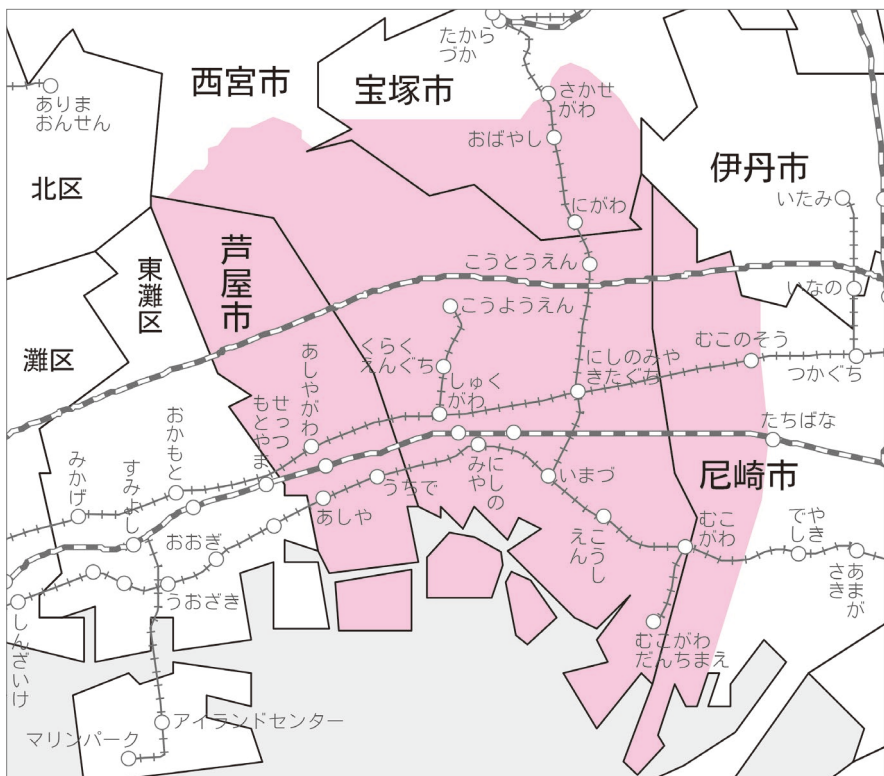 たから
づか
西宮市
宝塚市
さかせ
がわ
ありま
おんせん
おばやし
伊丹市
北区
いたみ
にがわ
芦屋市
東灘区
こうとうえん
いなの
こうようえん
灘区
くらく
えんぐち
あしやがわ
むこのそう
にしのみや
きたぐち
つかぐち
しゅく
がわ
せっつ
もとやま
おかもと
たちばな
みかげ
すみよし
にしの
みや
いまづ
尼崎市
うちで
あしや
むこ
がわ
こうし
えん
でやしき
あまが
さき
おおぎ
うおざき
しんざいけ
むこがわ
だんちまえ
アイランドセンター
マリンパーク